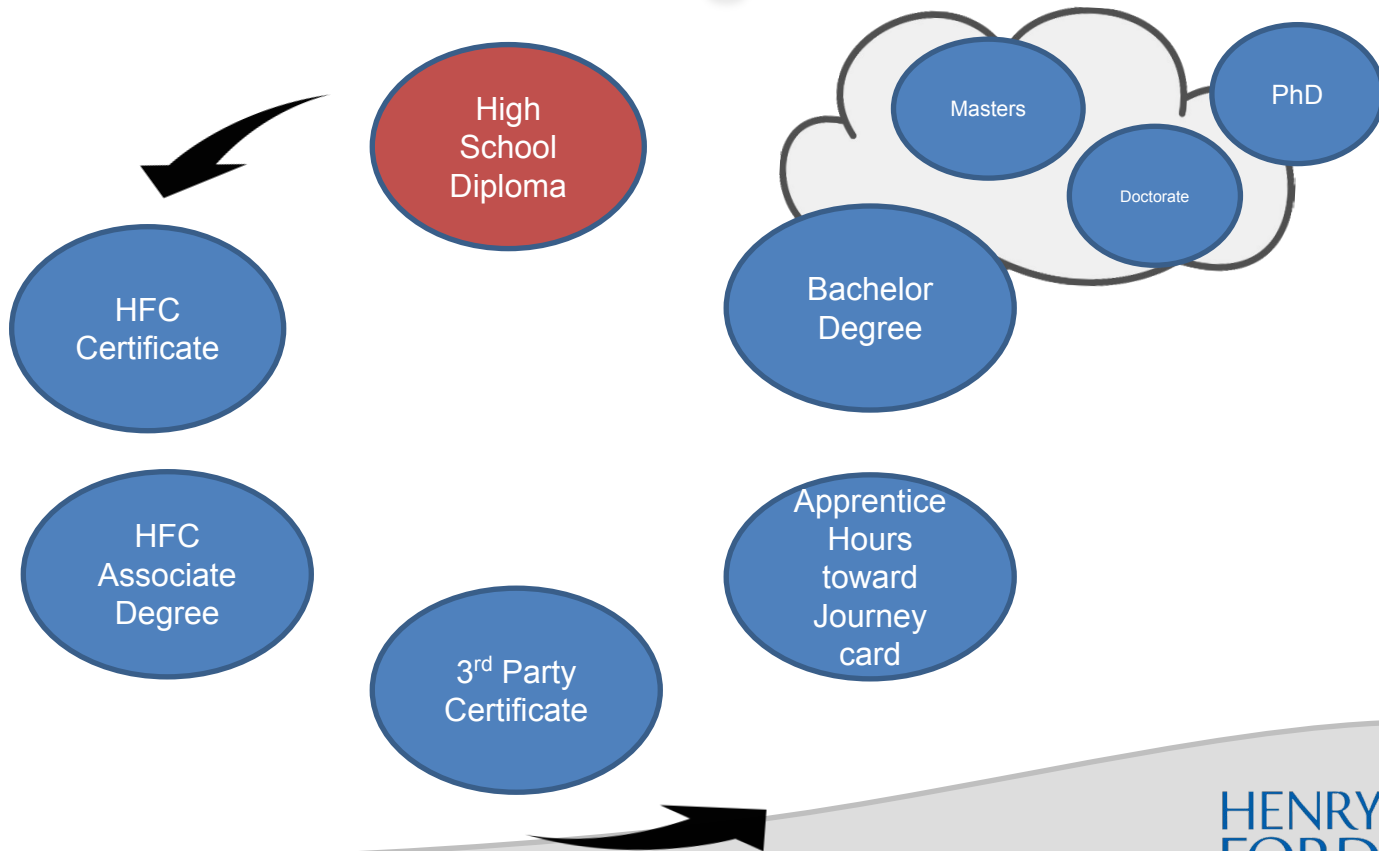 High
School
Diploma
Masters
PhD
Doctorate
HFC
Certificate
Bachelor
Degree
HFC
Associate
Degree
Apprentice
Hours
toward
Journey
card
3rd Party
Certificate
HENRY
FORD